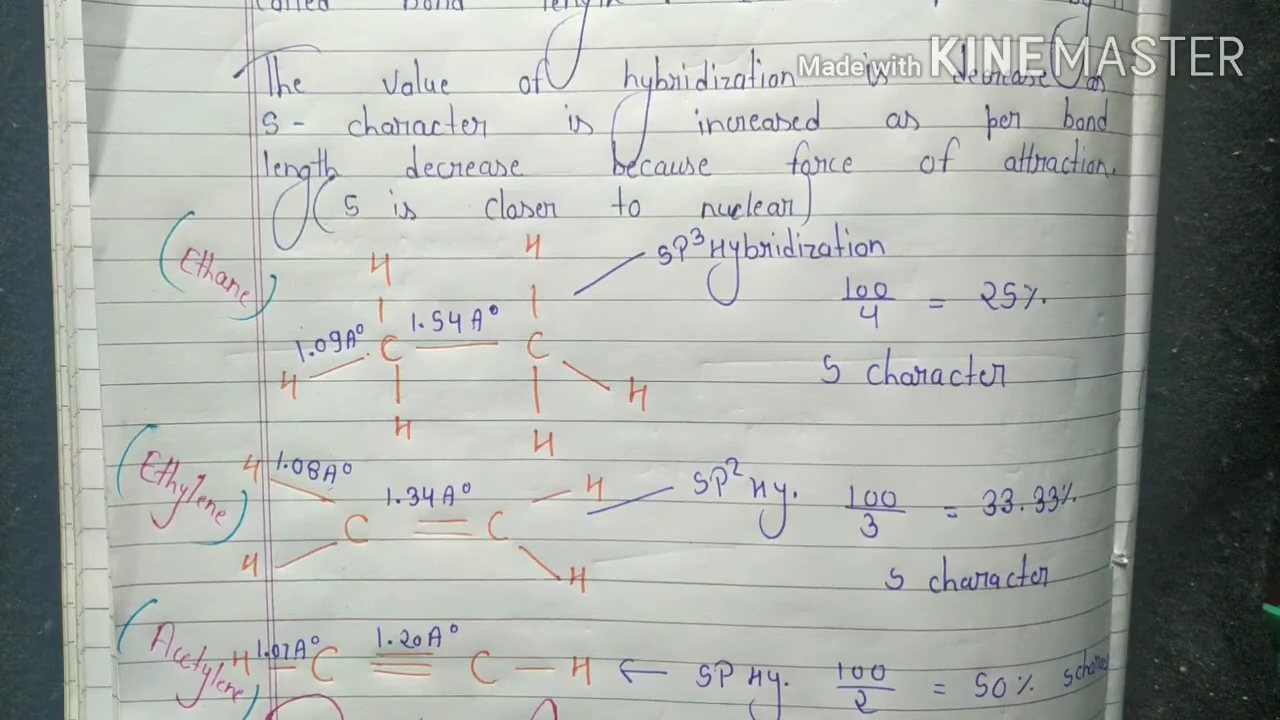 called bond length
The value of hybridization is decrease as
Made with KINEMASTER
S- character is increased as per bond
length decrease because force of attraction.
(S is closer to nuclear)
(Ethane)
H H SP³ Hybridization
100/4 = 25%
1.09A° C 1.54A° C
H H S character
H H
(Ethylene)
H 1.08A° 1.34A° H SP² Hy. 100/3 = 33.33%
C = C
H H S character
(Acetylene)
H 1.07A° C 1.20A° ≡ C - H ← SP Hy. 100/2 = 50%